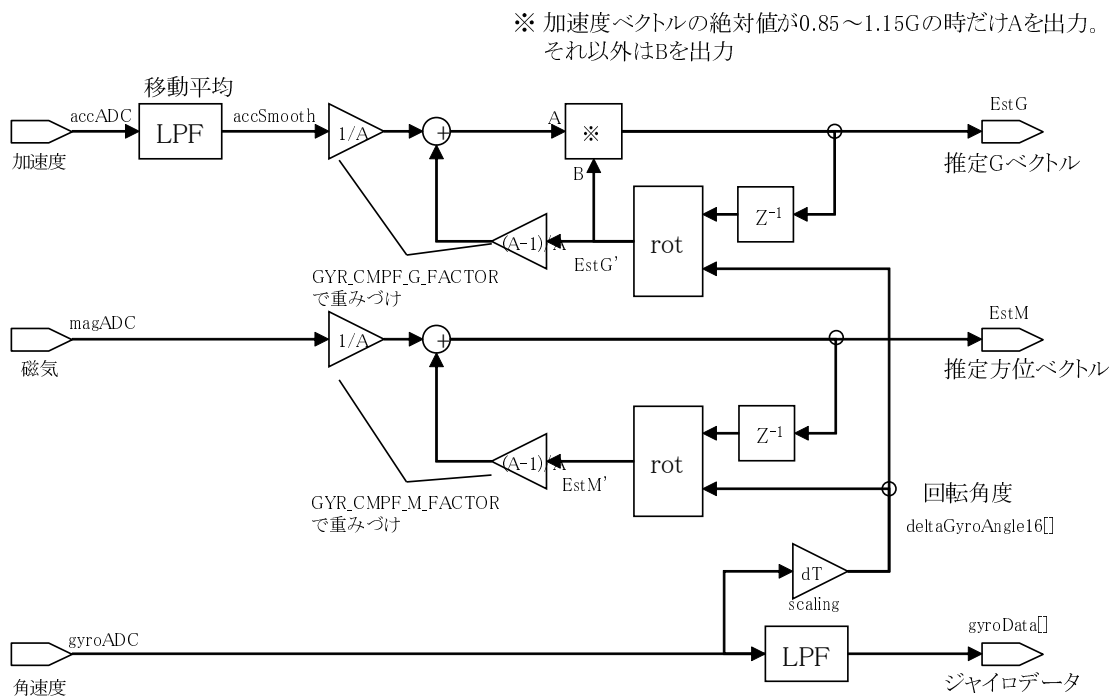 ※ 加速度ベクトルの絶対値が0.85～1.15Gの時だけAを出力。
それ以外はBを出力
移動平均
accADC
LPF
accSmooth
1/A
+
A
※
B
EstG
加速度
推定Gベクトル
Z⁻¹
rot
(A-1)/A
EstG'
GYR_CMPF_G_FACTOR
で重みづけ
magADC
1/A
+
EstM
磁気
推定方位ベクトル
Z⁻¹
rot
(A-1)/A
EstM'
GYR_CMPF_M_FACTOR
で重みづけ
回転角度
deltaGyroAngle16[]
dT
scaling
gyroADC
LPF
gyroData[]
角速度
ジャイロデータ